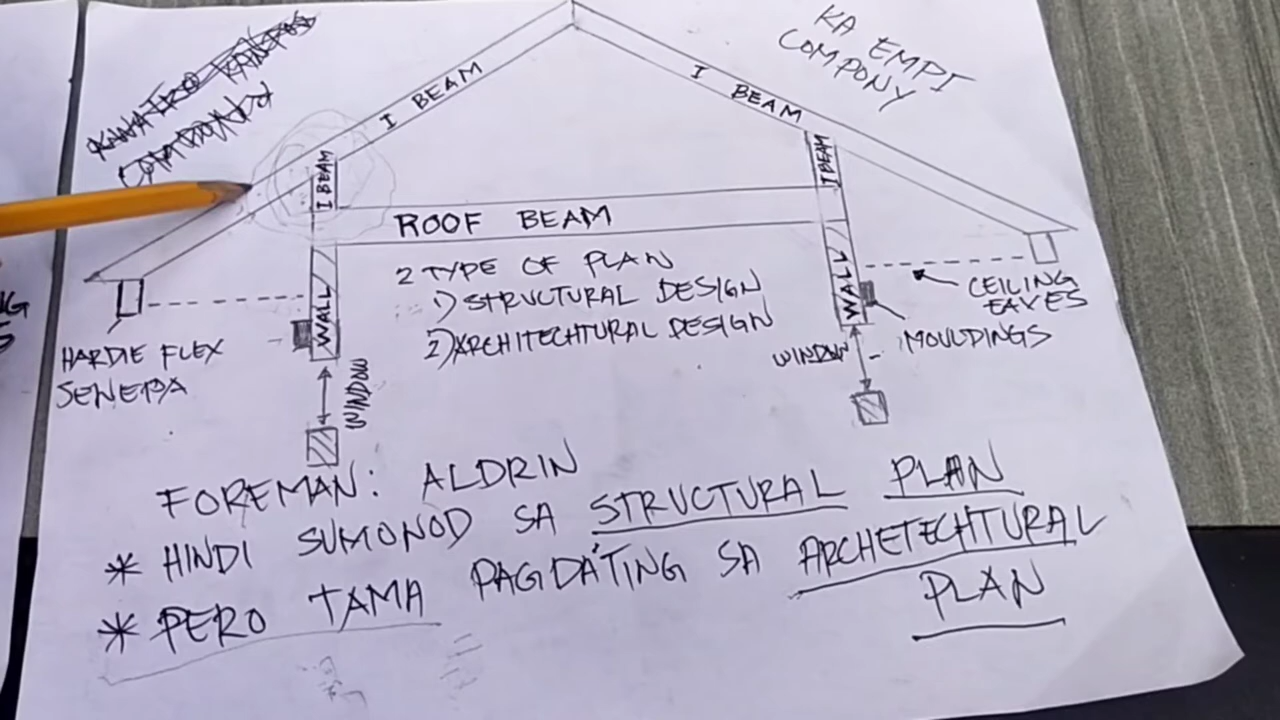 KA EMPI
COMPONY
I BEAM
I BEAM
I BEAM
I BEAM
ROOF BEAM
2 TYPE OF PLAN
1) STRUCTURAL DESIGN
2) ARCHITECHTURAL DESIGN
WALL
WALL
CEILING
EAVES
MOULDINGS
HARDIE FLEX
WINDOW
WINDOW
FOREMAN: ALDRIN
* HINDI SUMONOD SA STRUCTURAL PLAN
* PERO TAMA PAGDATING SA ARCHETECHTURAL
PLAN